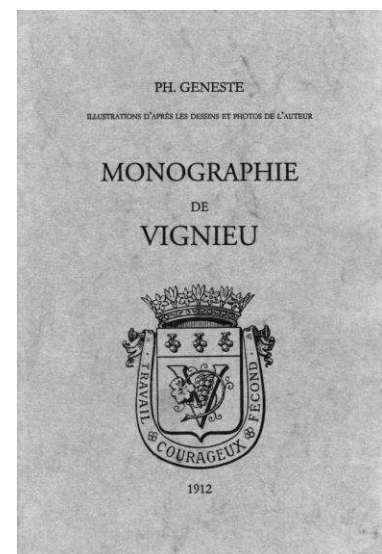 PH. GENESTE
ILLUSTRATIONS D'APRÈS LES DESSINS ET PHOTOS DE L'AUTEUR
MONOGRAPHIE
DE
VIGNIEU
V
TRAVAIL
COURAGEUX
FÉCOND
1912